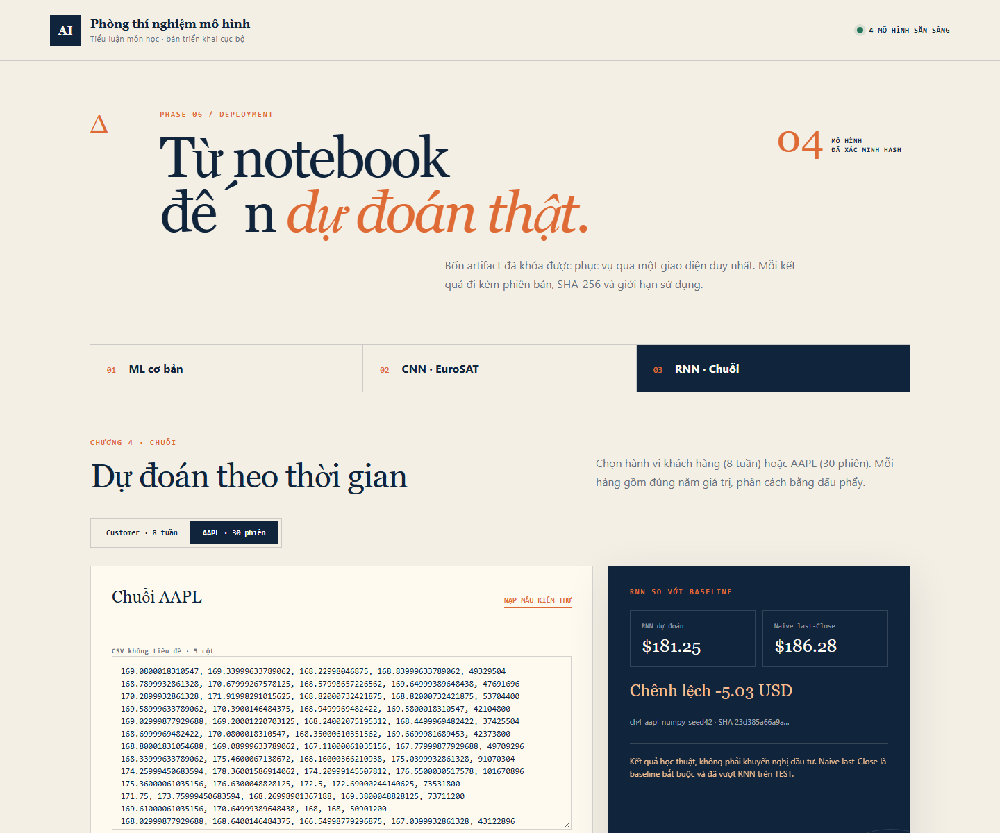 AI
Phòng thí nghiệm mô hình
Tiểu luận môn học · bản triển khai cục bộ
4 MÔ HÌNH SẴN SÀNG
Δ
PHASE 06 / DEPLOYMENT
Từ notebook
đến dự đoán thật.
04
MÔ HÌNH
ĐÃ XÁC MINH HASH
Bốn artifact đã khóa được phục vụ qua một giao diện duy nhất. Mỗi kết
quả đi kèm phiên bản, SHA-256 và giới hạn sử dụng.
01 ML cơ bản
02 CNN · EuroSAT
03 RNN · Chuỗi
CHƯƠNG 4 · CHUỖI
Dự đoán theo thời gian
Chọn hành vi khách hàng (8 tuần) hoặc AAPL (30 phiên). Mỗi
hàng gồm đúng năm giá trị, phân cách bằng dấu phẩy.
Customer · 8 tuần
AAPL · 30 phiên
Chuỗi AAPL
NẠP MẪU KIỂM THỬ
CSV không tiêu đề · 5 cột
169.0800018310547, 169.33999633789062, 168.22998046875, 168.83999633789062, 49329504
168.7899932861328, 170.67999267578125, 168.57998657226562, 169.64999389648438, 47691696
170.2899932861328, 171.91998291015625, 168.82000732421875, 168.82000732421875, 53704400
169.58999633789062, 170.3900146484375, 168.9499969482422, 169.5800018310547, 42104800
169.02999877929688, 169.20001220703125, 168.24002075195312, 168.4499969482422, 37425504
168.6999969482422, 170.0800018310547, 168.35000610351562, 169.6699981689453, 42373800
168.80001831054688, 169.08999633789062, 167.11000061035156, 167.77999877929688, 49709296
168.33999633789062, 175.4600067138672, 168.16000366210938, 175.0399932861328, 91070304
174.25999450683594, 178.36001586914062, 174.20999145507812, 176.5500030517578, 101670896
175.36000061035156, 176.6300048828125, 172.5, 172.69000244140625, 73531800
171.75, 173.75999450683594, 168.26998901367188, 169.3800048828125, 73711200
169.61000061035156, 170.64999389648438, 168, 168, 50901200
168.02999877929688, 168.6400146484375, 166.54998779296875, 167.0399932861328, 43122896
RNN SO VỚI BASELINE
RNN dự đoán
$181.25
Naive last-Close
$186.28
Chênh lệch -5.03 USD
ch4-aapl-numpy-seed42 · SHA 23d385a66a9a…
Kết quả học thuật, không phải khuyến nghị đầu tư. Naive last-Close là
baseline bắt buộc và đã vượt RNN trên TEST.